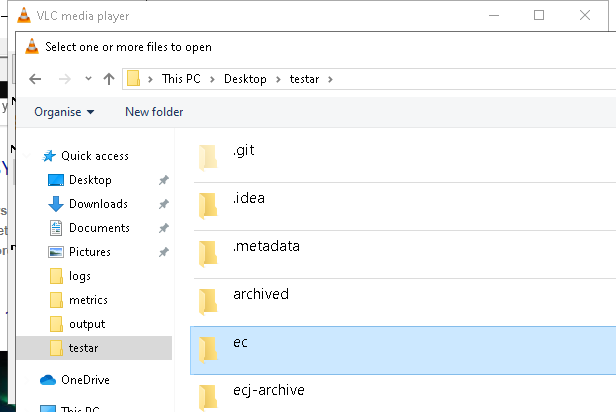 VLC media player
Select one or more files to open
This PC > Desktop > testar >
Organise New folder
Quick access
Desktop
Downloads
Documents
Pictures
logs
metrics
output
testar
OneDrive
This PC
.git
.idea
.metadata
archived
ec
ecj-archive